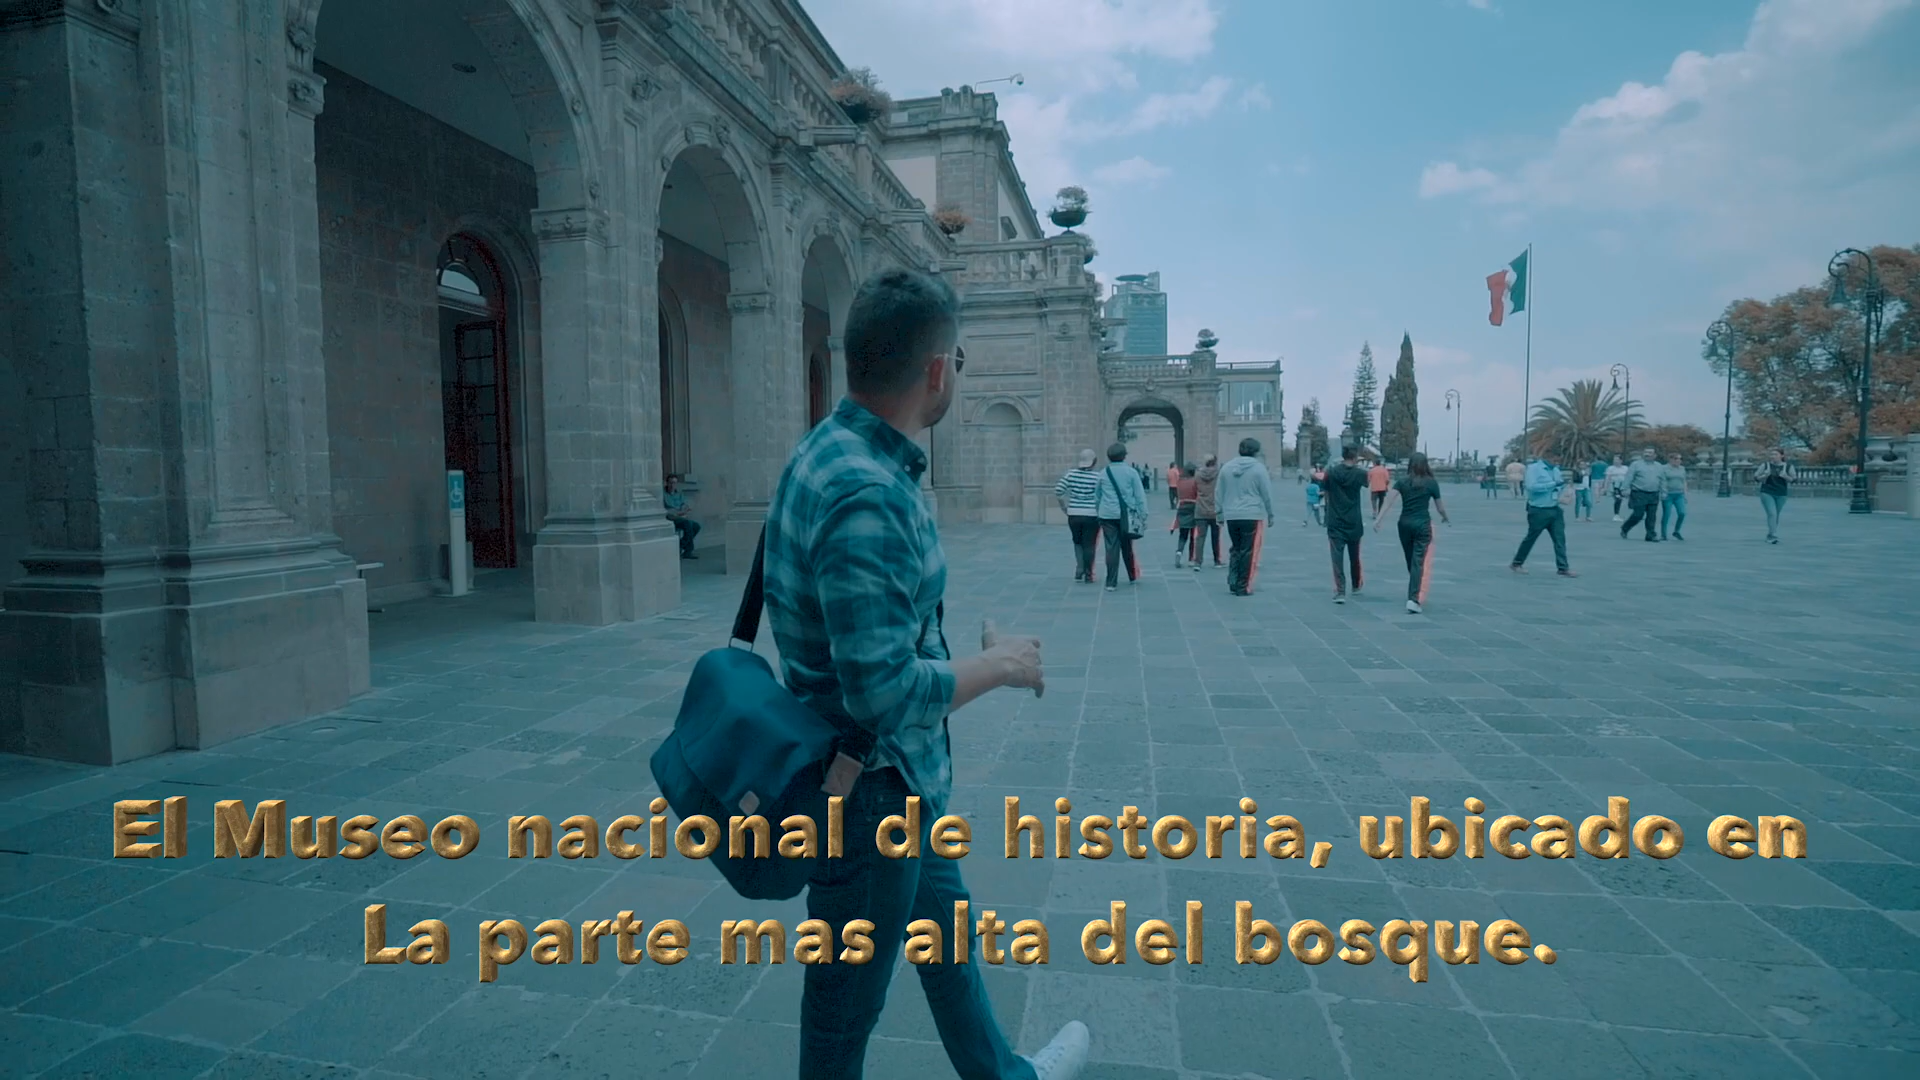 El Museo nacional de historia, ubicado en
La parte mas alta del bosque.